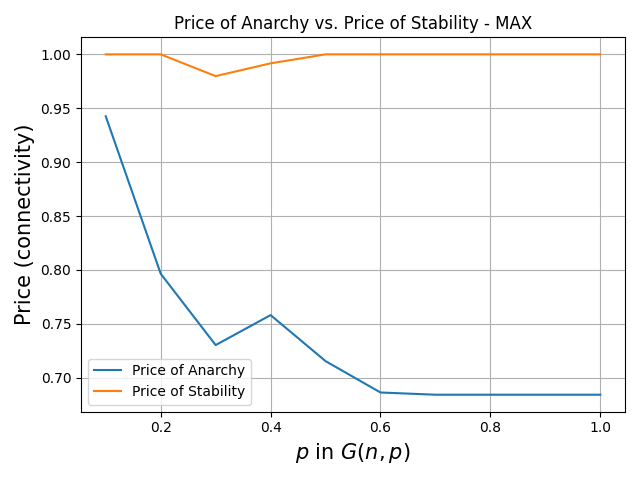 Price of Anarchy vs. Price of Stability - MAX
Price (connectivity)
1.00
0.95
0.90
0.85
0.80
0.75
0.70
Price of Anarchy
Price of Stability
0.2 0.4 0.6 0.8 1.0
p in G(n, p)